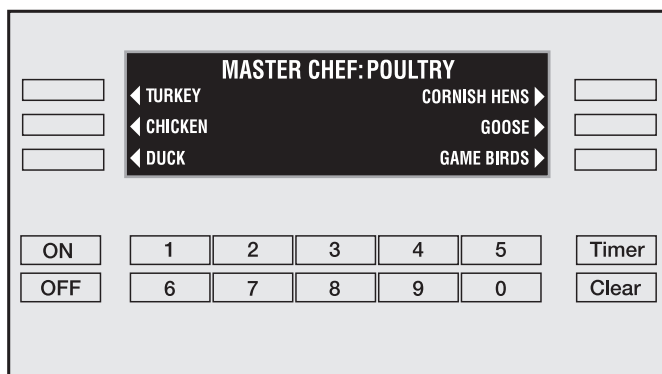 MASTER CHEF: POULTRY
TURKEY CORNISH HENS
CHICKEN GOOSE
DUCK GAME BIRDS
ON 1 2 3 4 5 Timer
OFF 6 7 8 9 0 Clear